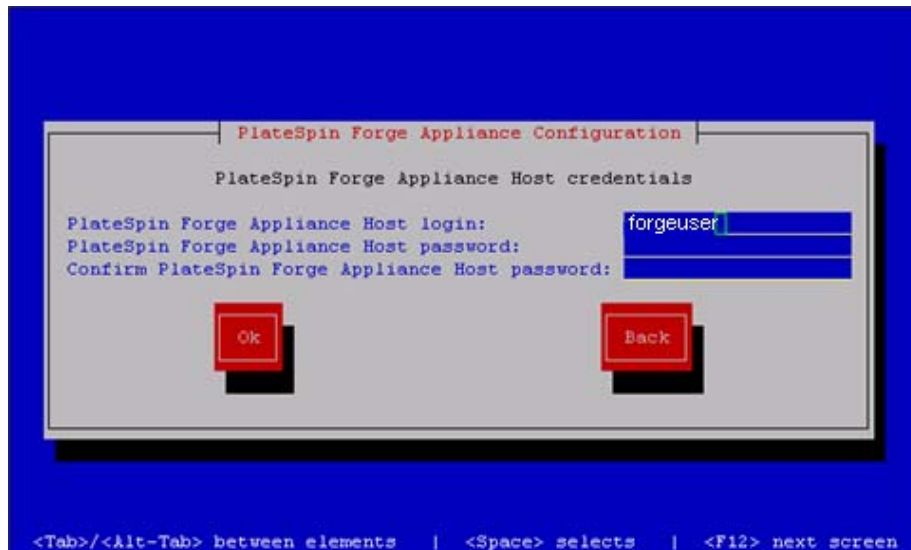 PlateSpin Forge Appliance Configuration
PlateSpin Forge Appliance Host credentials
PlateSpin Forge Appliance Host login: forgeuser
PlateSpin Forge Appliance Host password:
Confirm PlateSpin Forge Appliance Host password:
Ok Back
<Tab>/<Alt-Tab> between elements | <Space> selects | <F12> next screen